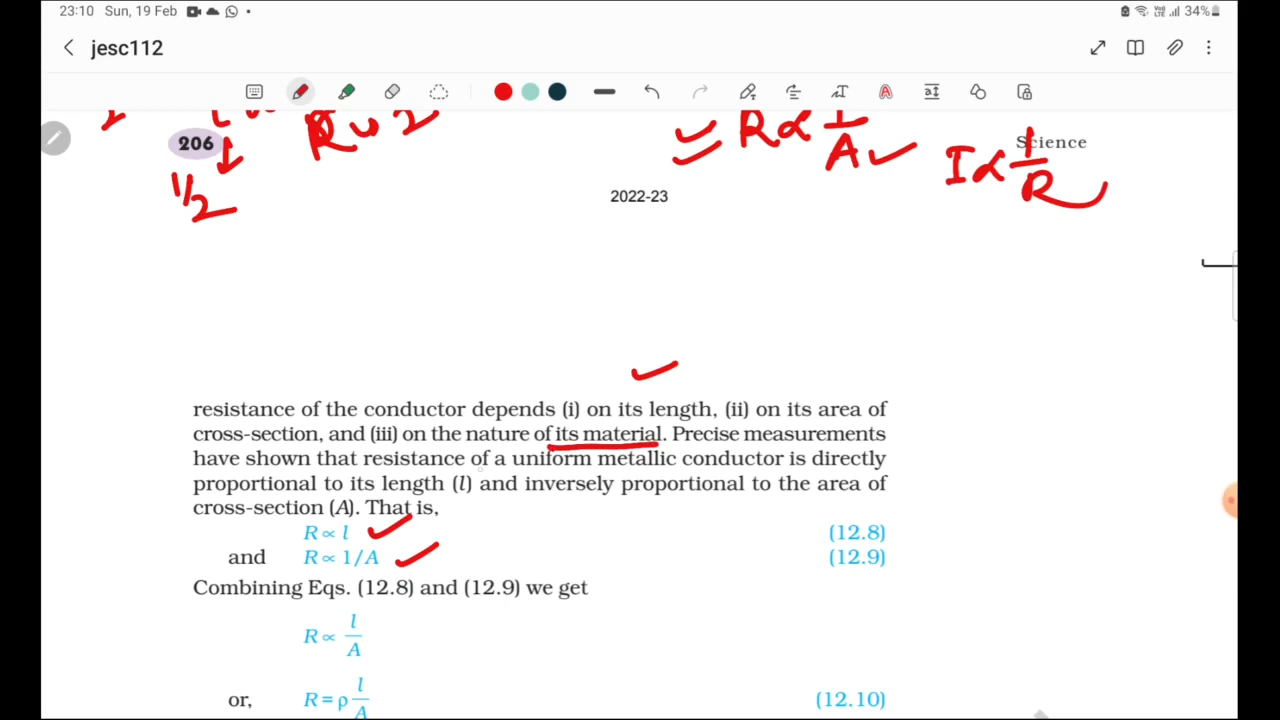 23:10 Sun, 19 Feb
34%
jesc112
R ∝ 1/A
206
Science
I ∝ 1/R
1/2
2022-23
resistance of the conductor depends (i) on its length, (ii) on its area of
cross-section, and (iii) on the nature of its material. Precise measurements
have shown that resistance of a uniform metallic conductor is directly
proportional to its length (l) and inversely proportional to the area of
cross-section (A). That is,
R ∝ l (12.8)
and R ∝ 1/A (12.9)
Combining Eqs. (12.8) and (12.9) we get
R ∝ l/A
or, R = ρ l/A (12.10)